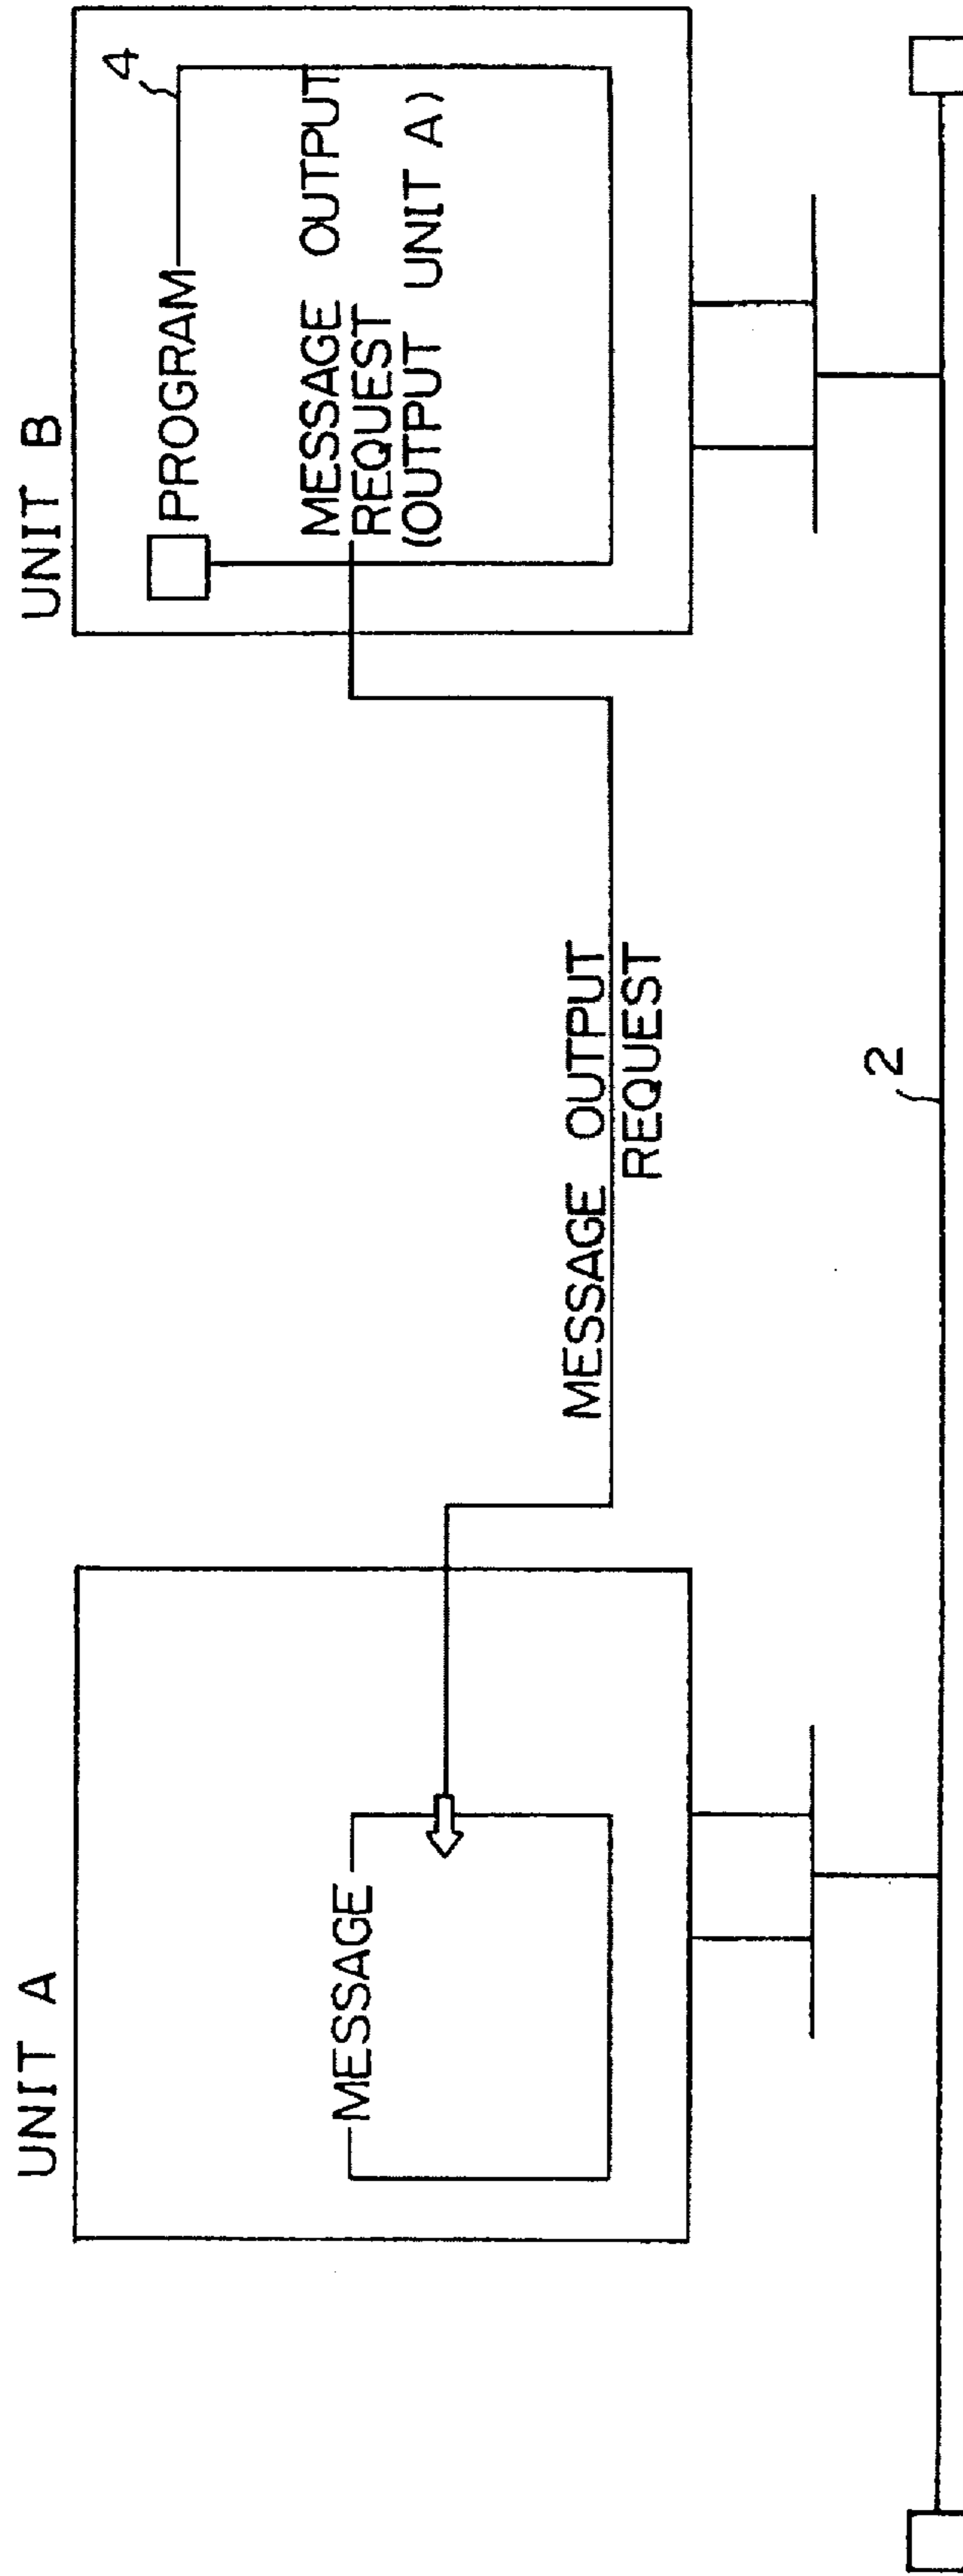 UNIT A
UNIT B
MESSAGE
PROGRAM
4
MESSAGE OUTPUT
REQUEST
(OUTPUT UNIT A)
MESSAGE OUTPUT
REQUEST
2